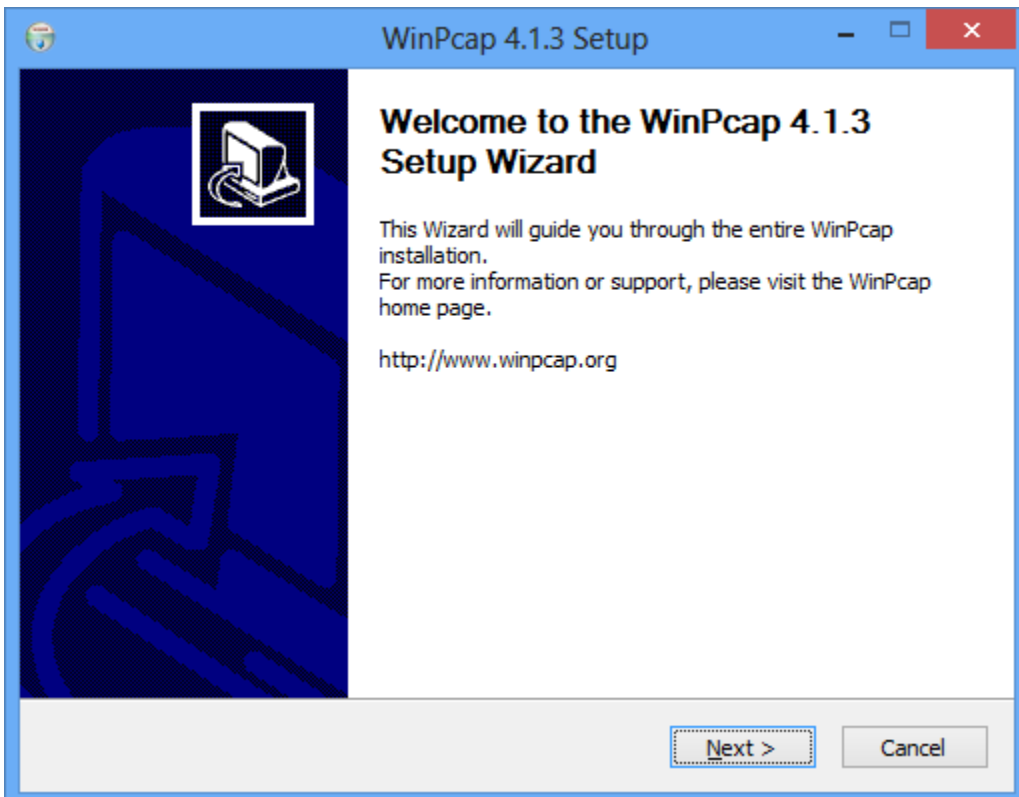 WinPcap 4.1.3 Setup
Welcome to the WinPcap 4.1.3
Setup Wizard
This Wizard will guide you through the entire WinPcap
installation.
For more information or support, please visit the WinPcap
home page.
http://www.winpcap.org
Next >
Cancel